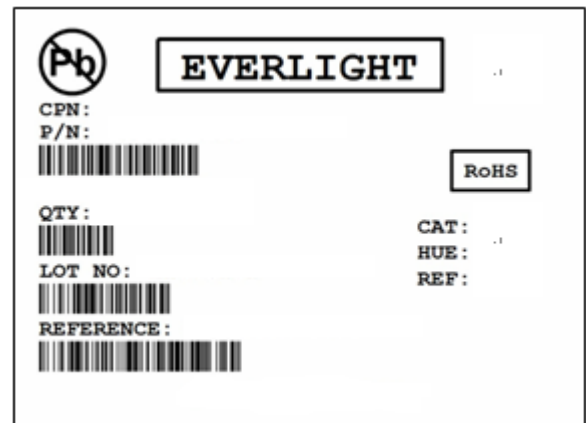 Pb
EVERLIGHT
CPN:
P/N:
RoHS
QTY:
CAT:
HUE:
LOT NO:
REF:
REFERENCE: